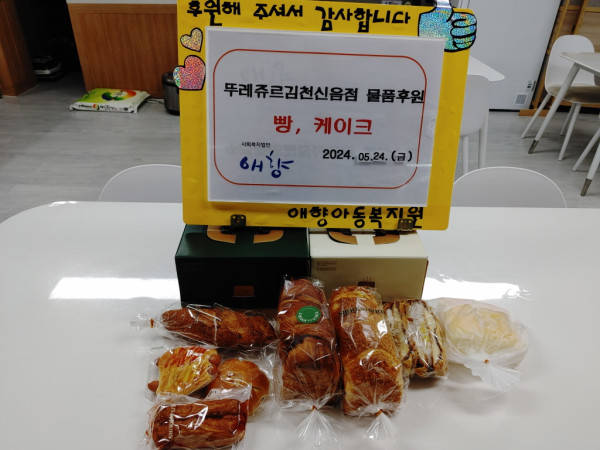 후원해 주셔서 감사합니다
뚜레쥬르김천신음점 물품후원
빵, 케이크
사회복지법인
애향
2024. 05.24.(금)
애향아동복지원